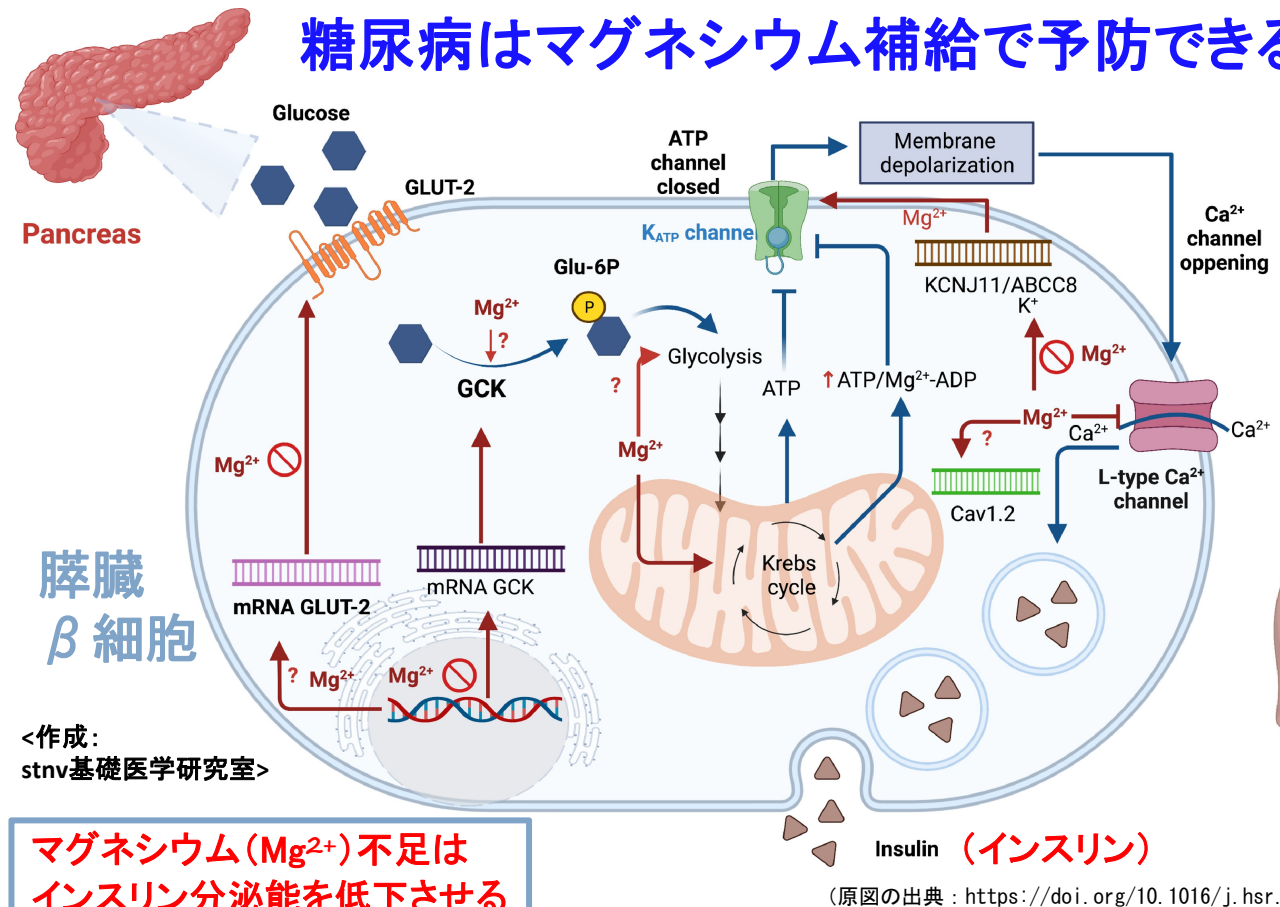 糖尿病はマグネシウム補給で予防できる
Glucose
GLUT-2
Pancreas
ATP
channel
closed
Membrane
depolarization
KATP channel
Mg²⁺
KCNJ11/ABCC8
K⁺
Ca²⁺
channel
oppening
Glu-6P
P
Mg²⁺
?
GCK
?
Glycolysis
ATP
↑ATP/Mg²⁺-ADP
Mg²⁺
Mg²⁺
?
Ca²⁺
Ca²⁺
L-type Ca²⁺
channel
Cav1.2
Mg²⁺
Mg²⁺
Krebs
cycle
mRNA GLUT-2
mRNA GCK
? Mg²⁺
Mg²⁺
膵臓
β細胞
<作成：
stnv基礎医学研究室>
マグネシウム（Mg²⁺）不足は
インスリン分泌能を低下させる
Insulin （インスリン）
（原図の出典：https://doi.org/10.1016/j.hsr.